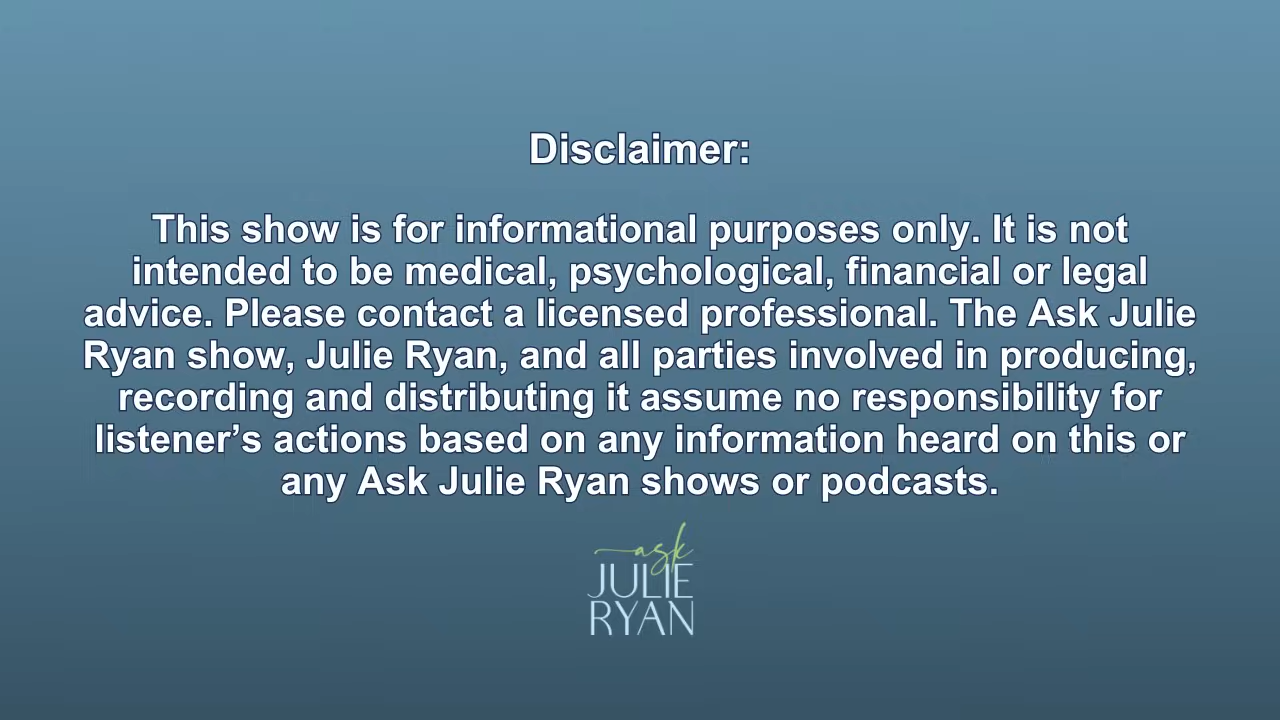 Disclaimer:
This show is for informational purposes only. It is not
intended to be medical, psychological, financial or legal
advice. Please contact a licensed professional. The Ask Julie
Ryan show, Julie Ryan, and all parties involved in producing,
recording and distributing it assume no responsibility for
listener’s actions based on any information heard on this or
any Ask Julie Ryan shows or podcasts.
ask
JULIE
RYAN